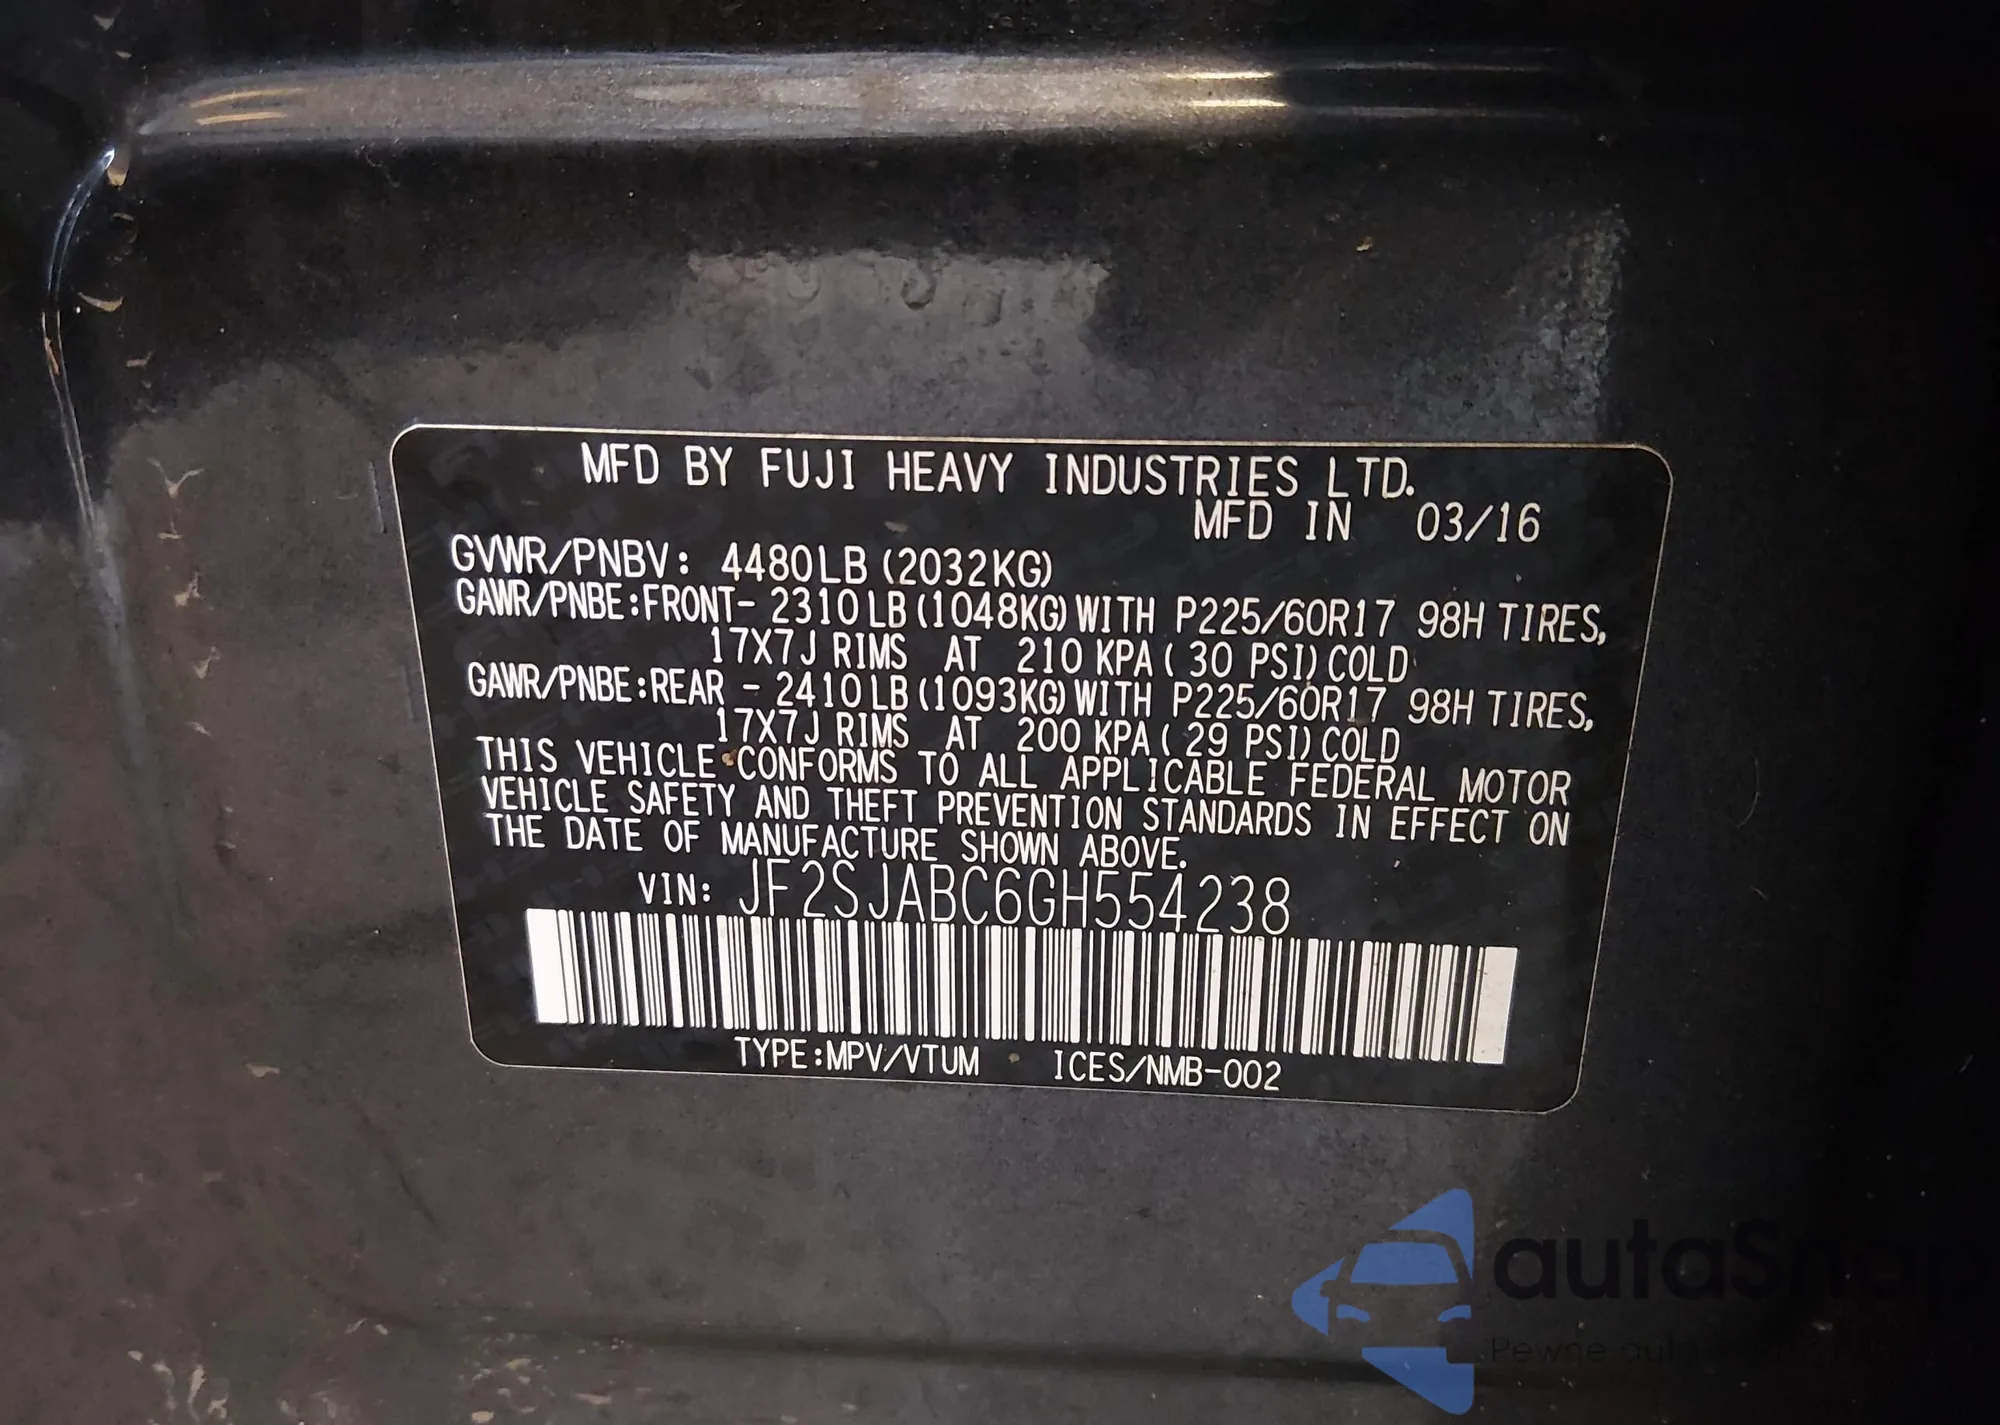 MFD BY FUJI HEAVY INDUSTRIES LTD.
MFD IN 03/16
GVWR/PNBV: 4480LB (2032KG)
GAWR/PNBE:FRONT- 2310LB(1048KG)WITH P225/60R17 98H TIRES,
17X7J RIMS AT 210 KPA( 30 PSI)COLD
GAWR/PNBE:REAR - 2410LB(1093KG)WITH P225/60R17 98H TIRES,
17X7J RIMS AT 200 KPA( 29 PSI)COLD
THIS VEHICLE CONFORMS TO ALL APPLICABLE FEDERAL MOTOR
VEHICLE SAFETY AND THEFT PREVENTION STANDARDS IN EFFECT ON
THE DATE OF MANUFACTURE SHOWN ABOVE.
VIN: JF2SJABC6GH554238
TYPE:MPV/VTUM ICES/NMB-002
autaSnap
Pewne auta